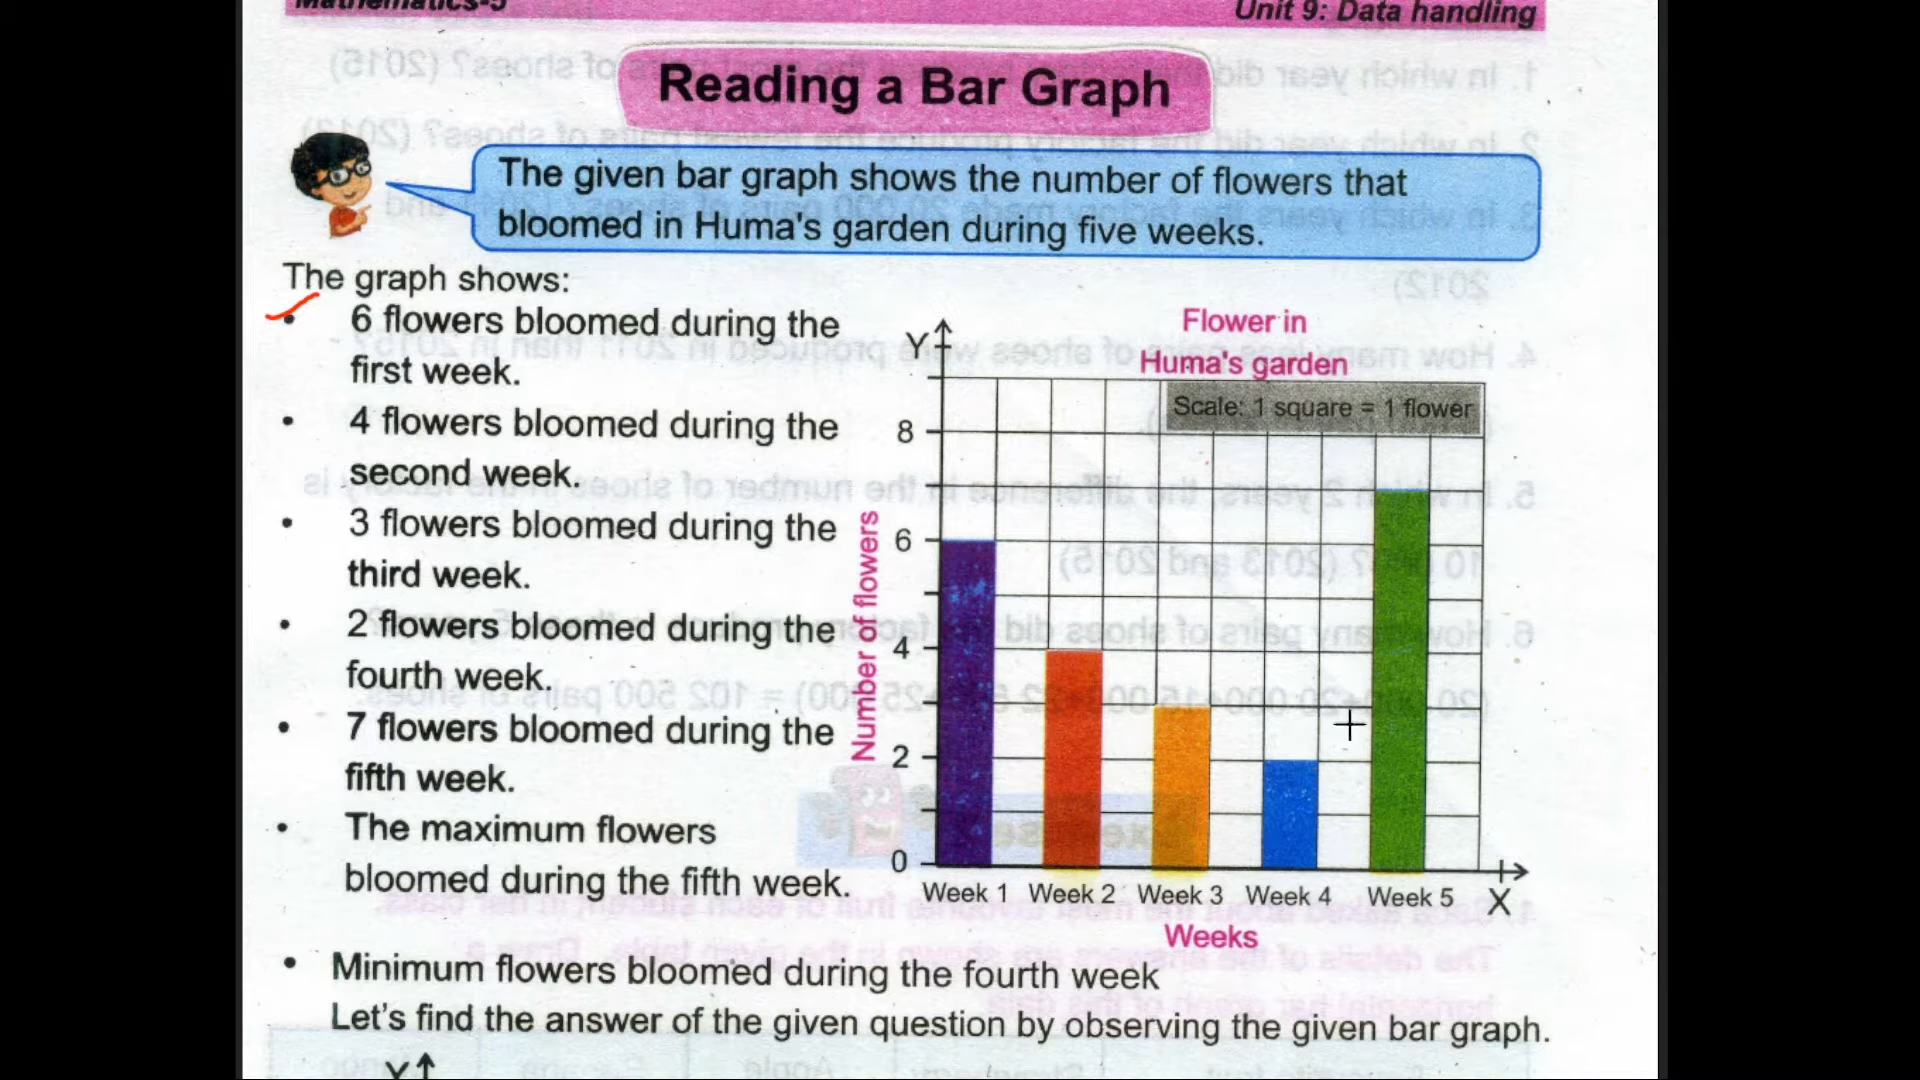 Mathematics-5
Unit 9: Data handling
Reading a Bar Graph
The given bar graph shows the number of flowers that
bloomed in Huma's garden during five weeks.
The graph shows:
• 6 flowers bloomed during the
first week.
• 4 flowers bloomed during the
second week.
• 3 flowers bloomed during the
third week.
• 2 flowers bloomed during the
fourth week.
• 7 flowers bloomed during the
fifth week.
• The maximum flowers
bloomed during the fifth week.
Flower in
Huma's garden
Scale: 1 square = 1 flower
Y
8
6
4
2
0
Number of flowers
Week 1 Week 2 Week 3 Week 4 Week 5
X
Weeks
• Minimum flowers bloomed during the fourth week
Let's find the answer of the given question by observing the given bar graph.
Y